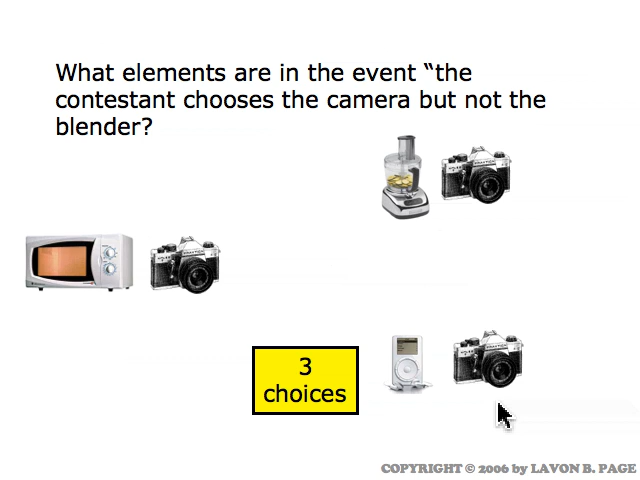 What elements are in the event “the
contestant chooses the camera but not the
blender?
3
choices
COPYRIGHT © 2006 by LAVON B. PAGE